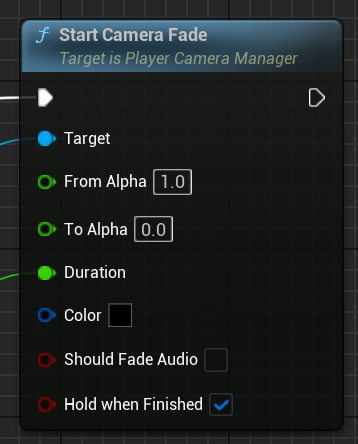 f Start Camera Fade
Target is Player Camera Manager
Target
From Alpha 1.0
To Alpha 0.0
Duration
Color
Should Fade Audio
Hold when Finished